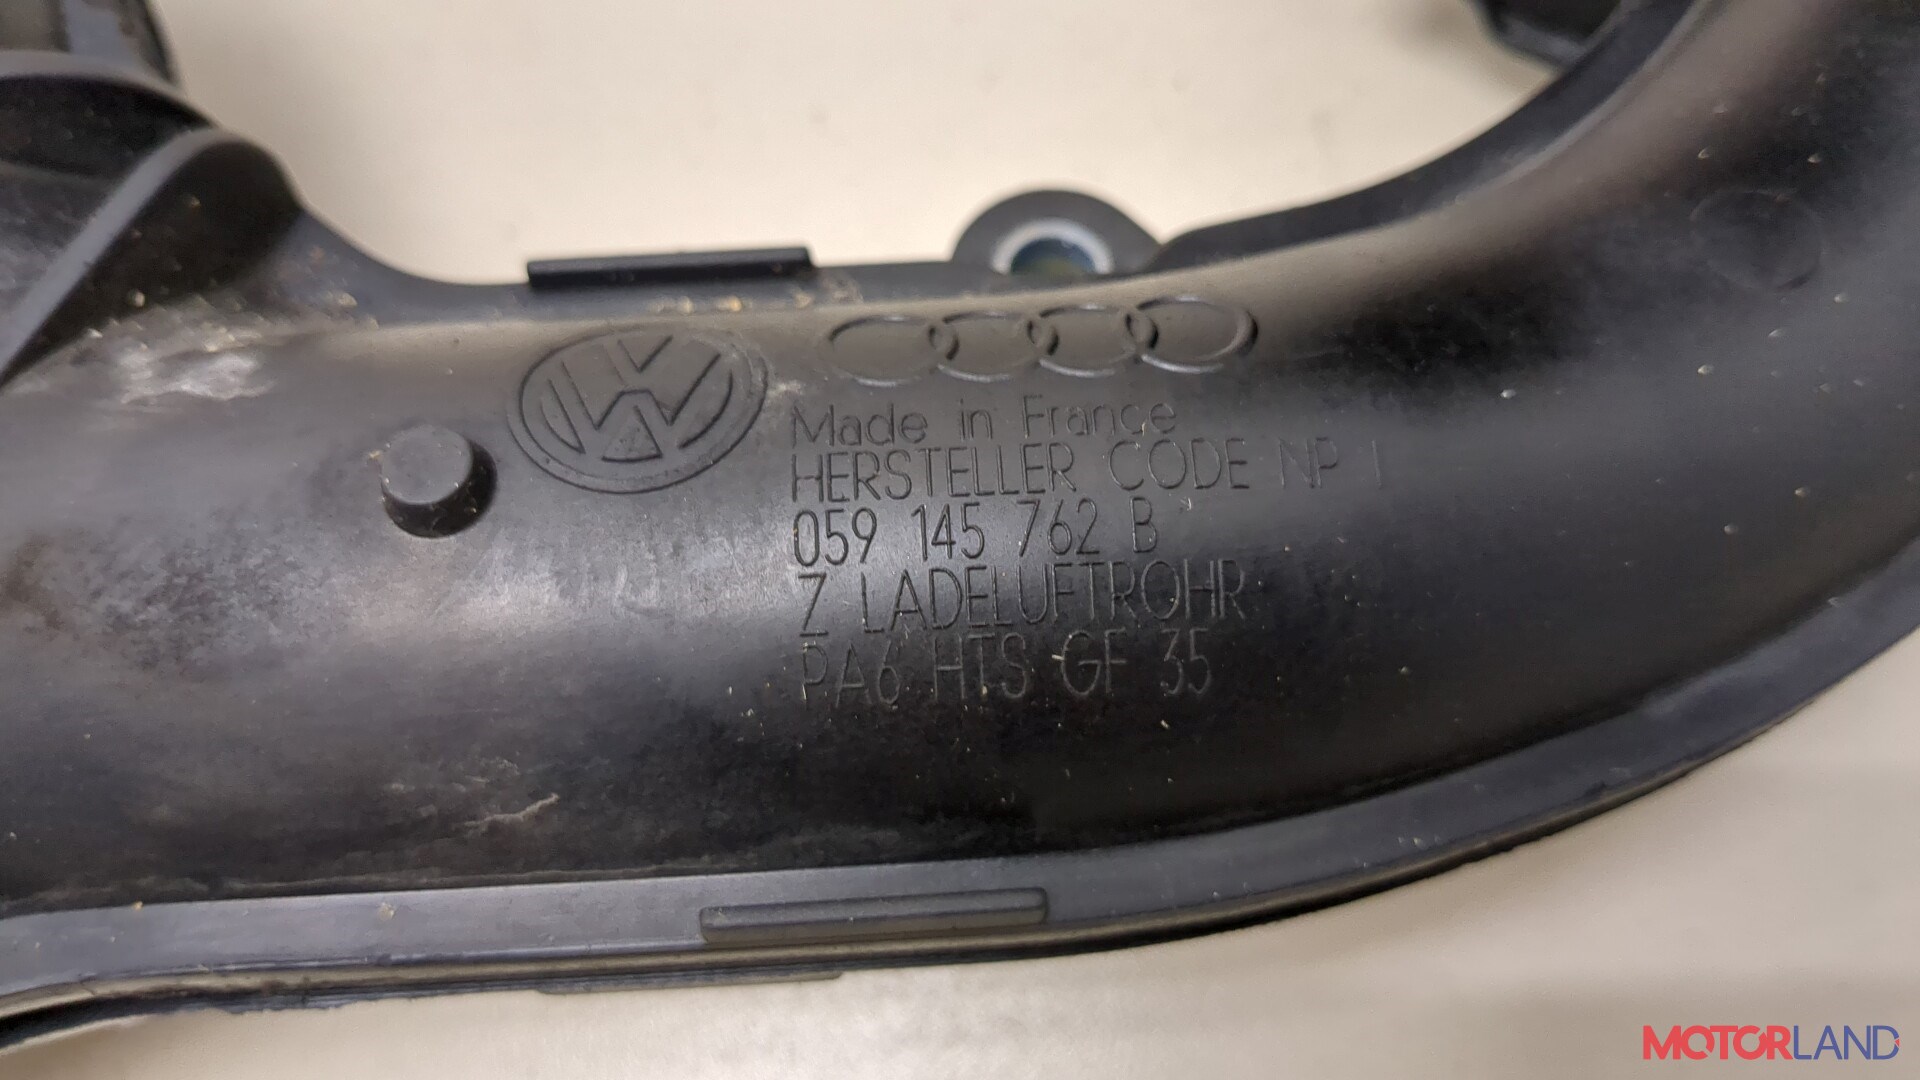 Made in France
HERSTELLER CODE NP I
059 145 762 B
Z LADELUFTROHR
PA6 HTS GF 35
MOTORLAND